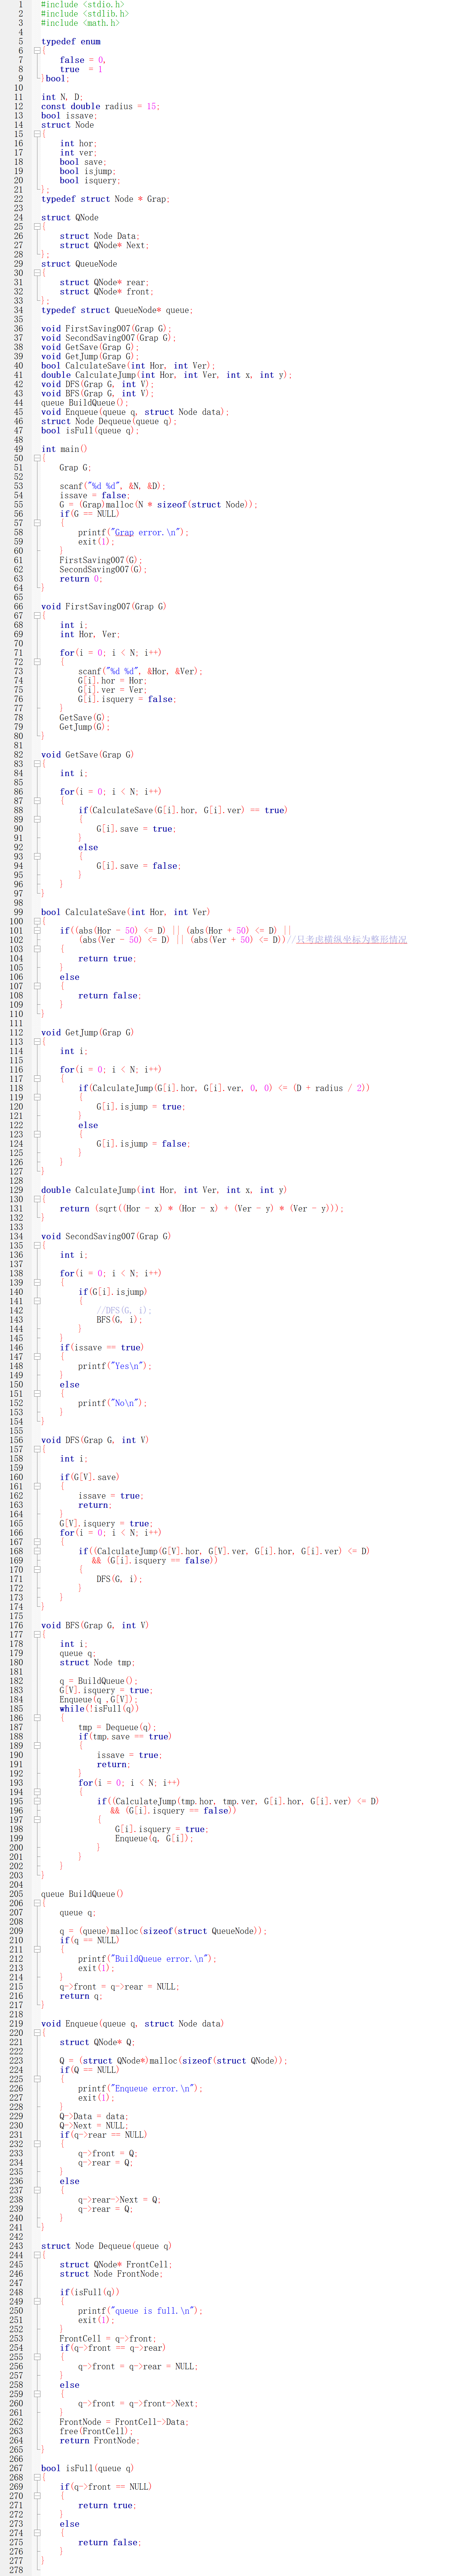 1 #include <stdio.h>
2 #include <stdlib.h>
3 #include <math.h>
4
5 typedef enum
6 {
7     false = 0,
8     true  = 1
9 }bool;
10
11 int N, D;
12 const double radius = 15;
13 bool issave;
14 struct Node
15 {
16     int hor;
17     int ver;
18     bool save;
19     bool isjump;
20     bool isquery;
21 };
22 typedef struct Node * Grap;
23
24 struct QNode
25 {
26     struct Node Data;
27     struct QNode* Next;
28 };
29 struct QueueNode
30 {
31     struct QNode* rear;
32     struct QNode* front;
33 };
34 typedef struct QueueNode* queue;
35
36 void FirstSaving007(Grap G);
37 void SecondSaving007(Grap G);
38 void GetSave(Grap G);
39 void GetJump(Grap G);
40 bool CalculateSave(int Hor, int Ver);
41 double CalculateJump(int Hor, int Ver, int x, int y);
42 void DFS(Grap G, int V);
43 void BFS(Grap G, int V);
44 queue BuildQueue();
45 void Enqueue(queue q, struct Node data);
46 struct Node Dequeue(queue q);
47 bool isFull(queue q);
48
49 int main()
50 {
51     Grap G;
52
53     scanf("%d %d", &N, &D);
54     issave = false;
55     G = (Grap)malloc(N * sizeof(struct Node));
56     if(G == NULL)
57     {
58         printf("Grap error.\n");
59         exit(1);
60     }
61     FirstSaving007(G);
62     SecondSaving007(G);
63     return 0;
64 }
65
66 void FirstSaving007(Grap G)
67 {
68     int i;
69     int Hor, Ver;
70
71     for(i = 0; i < N; i++)
72     {
73         scanf("%d %d", &Hor, &Ver);
74         G[i].hor = Hor;
75         G[i].ver = Ver;
76         G[i].isquery = false;
77     }
78     GetSave(G);
79     GetJump(G);
80 }
81
82 void GetSave(Grap G)
83 {
84     int i;
85
86     for(i = 0; i < N; i++)
87     {
88         if(CalculateSave(G[i].hor, G[i].ver) == true)
89         {
90             G[i].save = true;
91         }
92         else
93         {
94             G[i].save = false;
95         }
96     }
97 }
98
99 bool CalculateSave(int Hor, int Ver)
100 {
101     if((abs(Hor - 50) <= D) || (abs(Hor + 50) <= D) ||
102         (abs(Ver - 50) <= D) || (abs(Ver + 50) <= D))//只考虑横纵坐标为整形情况
103     {
104         return true;
105     }
106     else
107     {
108         return false;
109     }
110 }
111
112 void GetJump(Grap G)
113 {
114     int i;
115
116     for(i = 0; i < N; i++)
117     {
118         if(CalculateJump(G[i].hor, G[i].ver, 0, 0) <= (D + radius / 2))
119         {
120             G[i].isjump = true;
121         }
122         else
123         {
124             G[i].isjump = false;
125         }
126     }
127 }
128
129 double CalculateJump(int Hor, int Ver, int x, int y)
130 {
131     return (sqrt((Hor - x) * (Hor - x) + (Ver - y) * (Ver - y)));
132 }
133
134 void SecondSaving007(Grap G)
135 {
136     int i;
137
138     for(i = 0; i < N; i++)
139     {
140         if(G[i].isjump)
141         {
142             //DFS(G, i);
143             BFS(G, i);
144         }
145     }
146     if(issave == true)
147     {
148         printf("Yes\n");
149     }
150     else
151     {
152         printf("No\n");
153     }
154 }
155
156 void DFS(Grap G, int V)
157 {
158     int i;
159
160     if(G[V].save)
161     {
162         issave = true;
163         return;
164     }
165     G[V].isquery = true;
166     for(i = 0; i < N; i++)
167     {
168         if((CalculateJump(G[V].hor, G[V].ver, G[i].hor, G[i].ver) <= D)
169            && (G[i].isquery == false))
170         {
171             DFS(G, i);
172         }
173     }
174 }
175
176 void BFS(Grap G, int V)
177 {
178     int i;
179     queue q;
180     struct Node tmp;
181
182     q = BuildQueue();
183     G[V].isquery = true;
184     Enqueue(q ,G[V]);
185     while(!isFull(q))
186     {
187         tmp = Dequeue(q);
188         if(tmp.save == true)
189         {
190             issave = true;
191             return;
192         }
193         for(i = 0; i < N; i++)
194         {
195             if((CalculateJump(tmp.hor, tmp.ver, G[i].hor, G[i].ver) <= D)
196                && (G[i].isquery == false))
197             {
198                 G[i].isquery = true;
199                 Enqueue(q, G[i]);
200             }
201         }
202     }
203 }
204
205 queue BuildQueue()
206 {
207     queue q;
208
209     q = (queue)malloc(sizeof(struct QueueNode));
210     if(q == NULL)
211     {
212         printf("BuildQueue error.\n");
213         exit(1);
214     }
215     q->front = q->rear = NULL;
216     return q;
217 }
218
219 void Enqueue(queue q, struct Node data)
220 {
221     struct QNode* Q;
222
223     Q = (struct QNode*)malloc(sizeof(struct QNode));
224     if(Q == NULL)
225     {
226         printf("Enqueue error.\n");
227         exit(1);
228     }
229     Q->Data = data;
230     Q->Next = NULL;
231     if(q->rear == NULL)
232     {
233         q->front = Q;
234         q->rear = Q;
235     }
236     else
237     {
238         q->rear->Next = Q;
239         q->rear = Q;
240     }
241 }
242
243 struct Node Dequeue(queue q)
244 {
245     struct QNode* FrontCell;
246     struct Node FrontNode;
247
248     if(isFull(q))
249     {
250         printf("queue is full.\n");
251         exit(1);
252     }
253     FrontCell = q->front;
254     if(q->front == q->rear)
255     {
256         q->front = q->rear = NULL;
257     }
258     else
259     {
260         q->front = q->front->Next;
261     }
262     FrontNode = FrontCell->Data;
263     free(FrontCell);
264     return FrontNode;
265 }
266
267 bool isFull(queue q)
268 {
269     if(q->front == NULL)
270     {
271         return true;
272     }
273     else
274     {
275         return false;
276     }
277 }
278